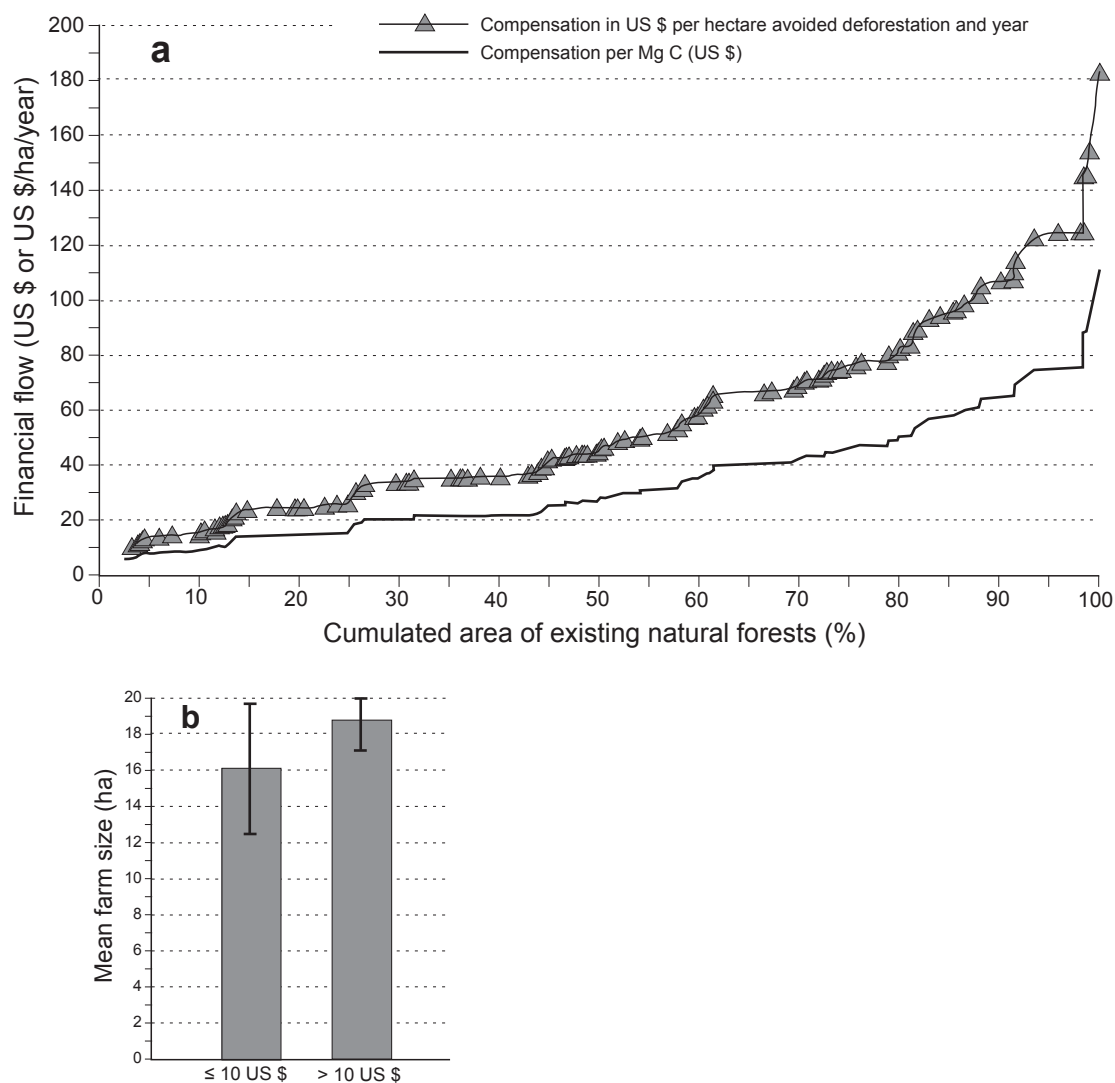 a
Compensation in US $ per hectare avoided deforestation and year
Compensation per Mg C (US $)
Financial flow (US $ or US $/ha/year)
200
180
160
140
120
100
80
60
40
20
0
0 10 20 30 40 50 60 70 80 90 100
Cumulated area of existing natural forests (%)
b
Mean farm size (ha)
20
18
16
14
12
10
8
6
4
2
0
≤ 10 US $ > 10 US $